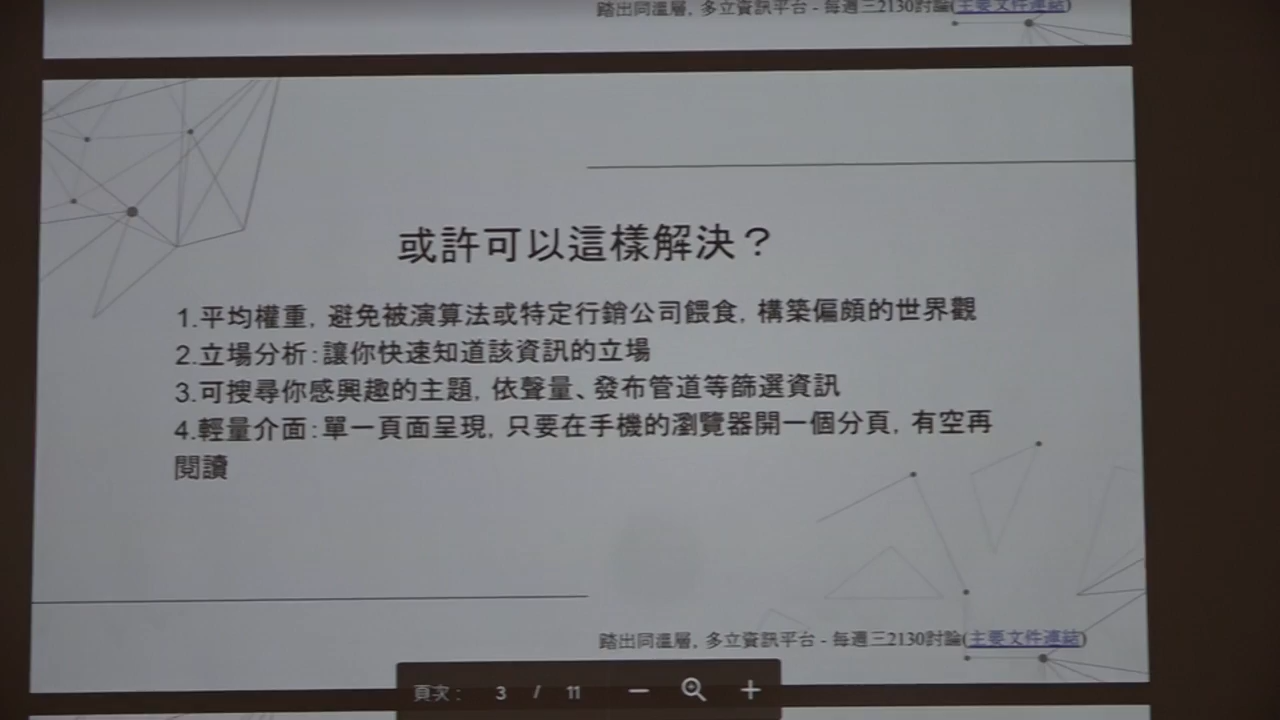 踏出同溫層, 多立資訊平台 - 每週三2130討論(主要文件連結)
或許可以這樣解決？
1.平均權重, 避免被演算法或特定行銷公司餵食, 構築偏頗的世界觀
2.立場分析:讓你快速知道該資訊的立場
3.可搜尋你感興趣的主題, 依聲量、發布管道等篩選資訊
4.輕量介面:單一頁面呈現, 只要在手機的瀏覽器開一個分頁, 有空再
閱讀
踏出同溫層, 多立資訊平台 - 每週三2130討論(主要文件連結)
頁次： 3 / 11